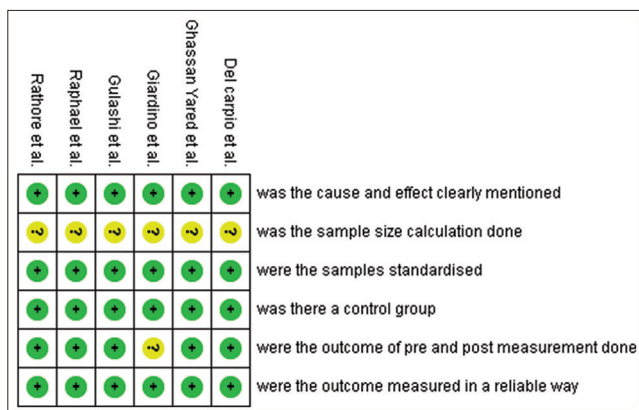 Rathore et al.
Raphael et al.
Gulashi et al.
Giardino et al.
Ghassan Yared et al.
Del carpio et al.
+ + + + + + was the cause and effect clearly mentioned
? ? ? ? ? ? was the sample size calculation done
+ + + + + + were the samples standardised
+ + + + + + was there a control group
+ + + ? + + were the outcome of pre and post measurement done
+ + + + + + were the outcome measured in a reliable way